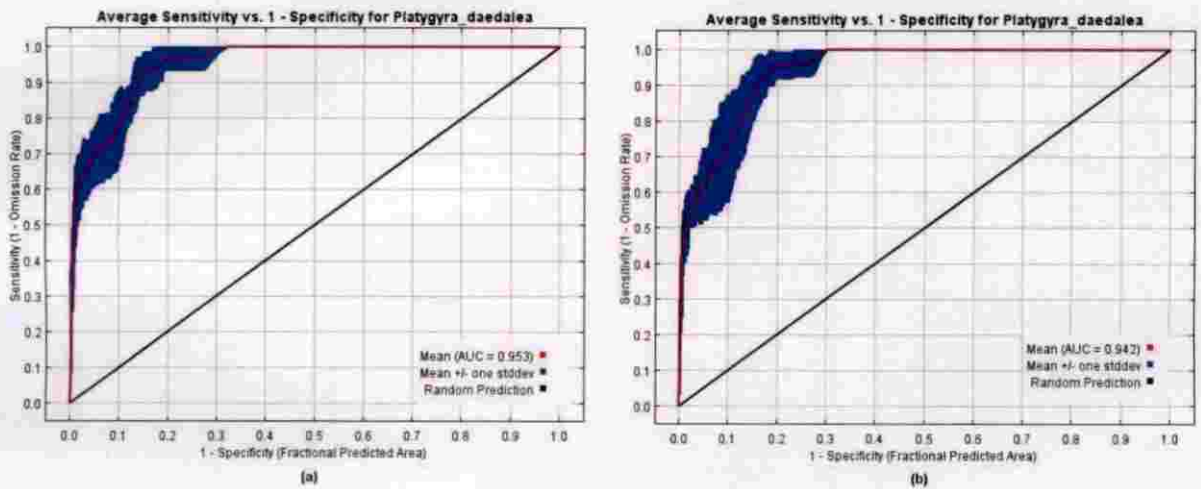 Average Sensitivity vs. 1 - Specificity for Platygyra_daedalea
Sensitivity (1 - Omission Rate)
1.0
0.9
0.8
0.7
0.6
0.5
0.4
0.3
0.2
0.1
0.0
Mean (AUC = 0.953)
Mean +/- one stddev
Random Prediction
0.0 0.1 0.2 0.3 0.4 0.5 0.6 0.7 0.8 0.9 1.0
1 - Specificity (Fractional Predicted Area)
(a)
Average Sensitivity vs. 1 - Specificity for Platygyra_daedalea
Sensitivity (1 - Omission Rate)
1.0
0.9
0.8
0.7
0.6
0.5
0.4
0.3
0.2
0.1
0.0
Mean (AUC = 0.942)
Mean +/- one stddev
Random Prediction
0.0 0.1 0.2 0.3 0.4 0.5 0.6 0.7 0.8 0.9 1.0
1 - Specificity (Fractional Predicted Area)
(b)